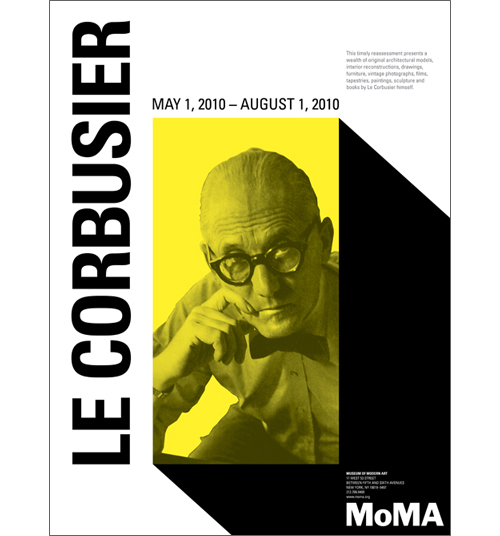 LE CORBUSIER
This timely reassessment presents a
wealth of original architectural models,
interior reconstructions, drawings,
furniture, vintage photographs, films,
tapestries, paintings, sculpture and
books by Le Corbusier himself.
MAY 1, 2010 – AUGUST 1, 2010
MUSEUM OF MODERN ART
11 WEST 53 STREET
BETWEEN FIFTH AND SIXTH AVENUES
NEW YORK, NY 10019-5497
www.moma.org
MoMA